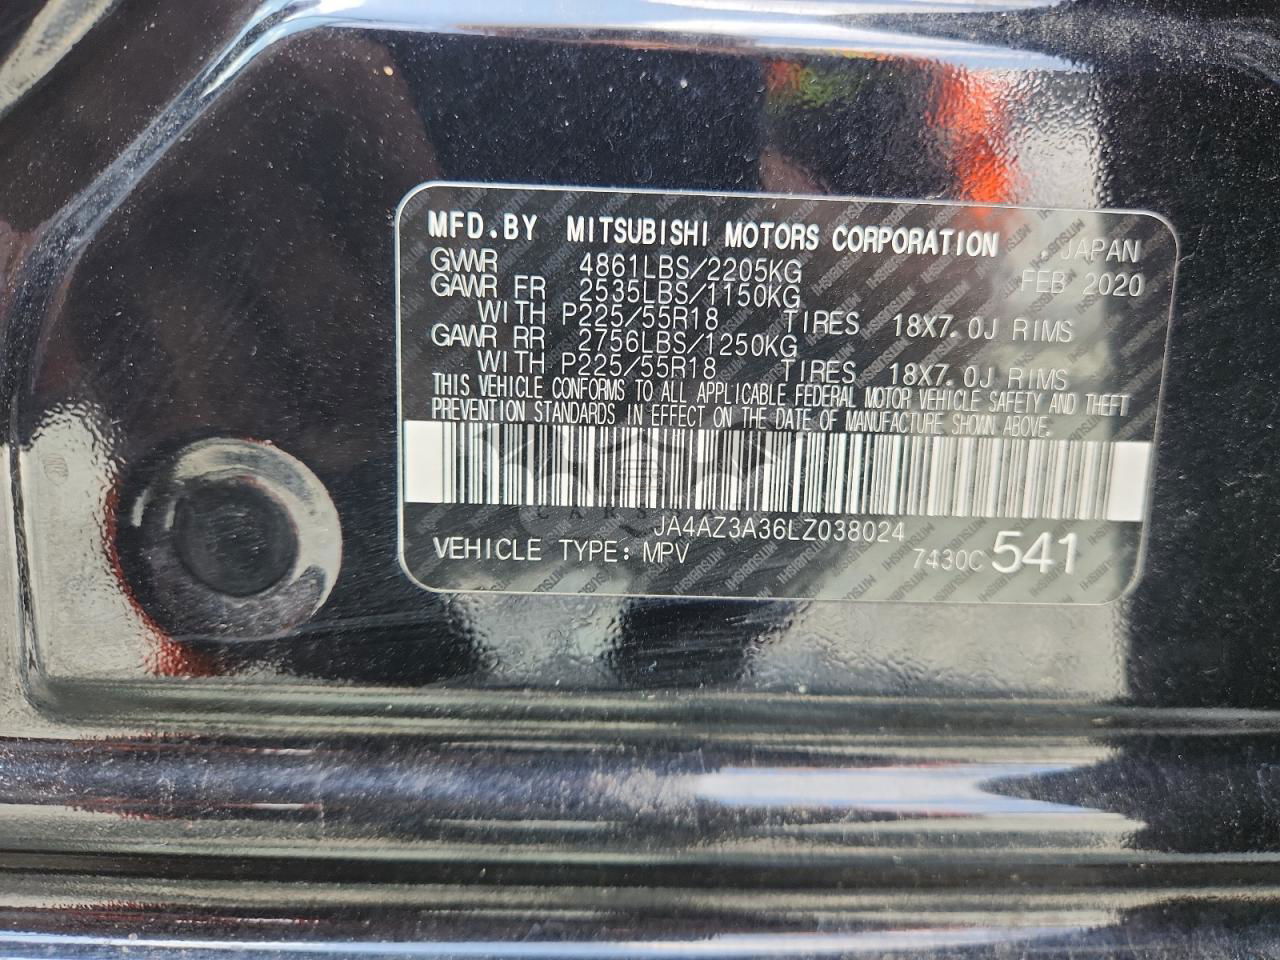 MFD.BY MITSUBISHI MOTORS CORPORATION JAPAN
GVWR 4861LBS/2205KG FEB 2020
GAWR FR 2535LBS/1150KG
WITH P225/55R18 TIRES 18X7.0J RIMS
GAWR RR 2756LBS/1250KG
WITH P225/55R18 TIRES 18X7.0J RIMS
THIS VEHICLE CONFORMS TO ALL APPLICABLE FEDERAL MOTOR VEHICLE SAFETY AND THEFT
PREVENTION STANDARDS IN EFFECT ON THE DATE OF MANUFACTURE SHOWN ABOVE.
JA4AZ3A36LZ038024
VEHICLE TYPE: MPV 7430C 541